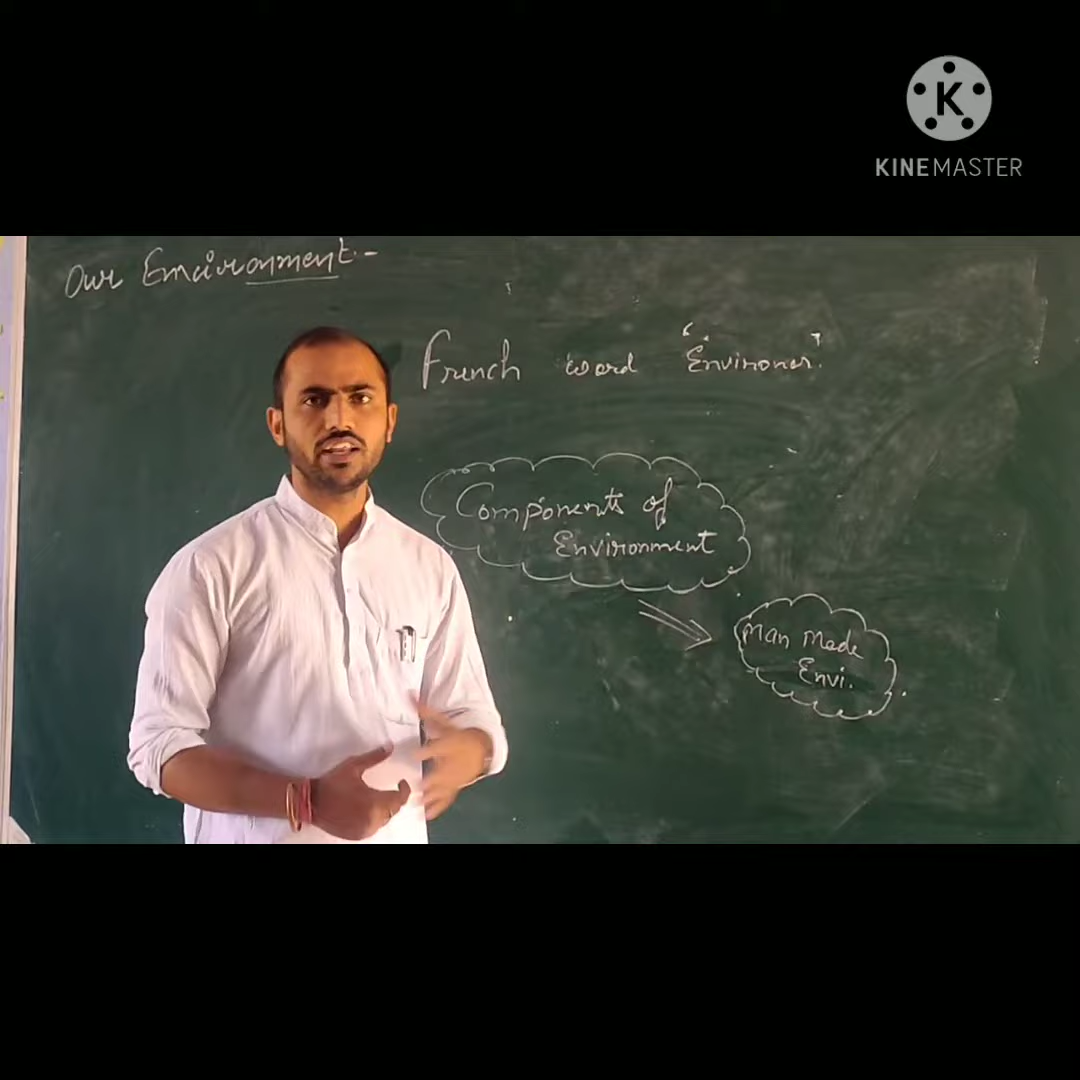 KINEMASTER
Our Environment:-
French word "Environer".
Components of
Environment
Man Made
Envi.